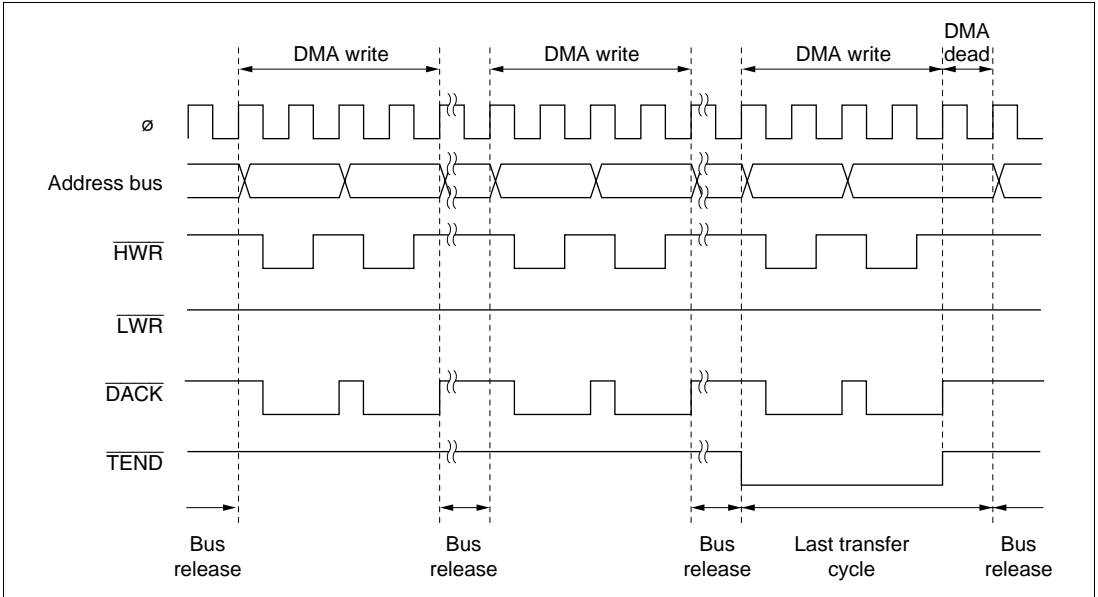 DMA
dead
DMA write
DMA write
DMA write
ø
Address bus
HWR
LWR
DACK
TEND
Bus
release
Bus
release
Bus
release
Last transfer
cycle
Bus
release